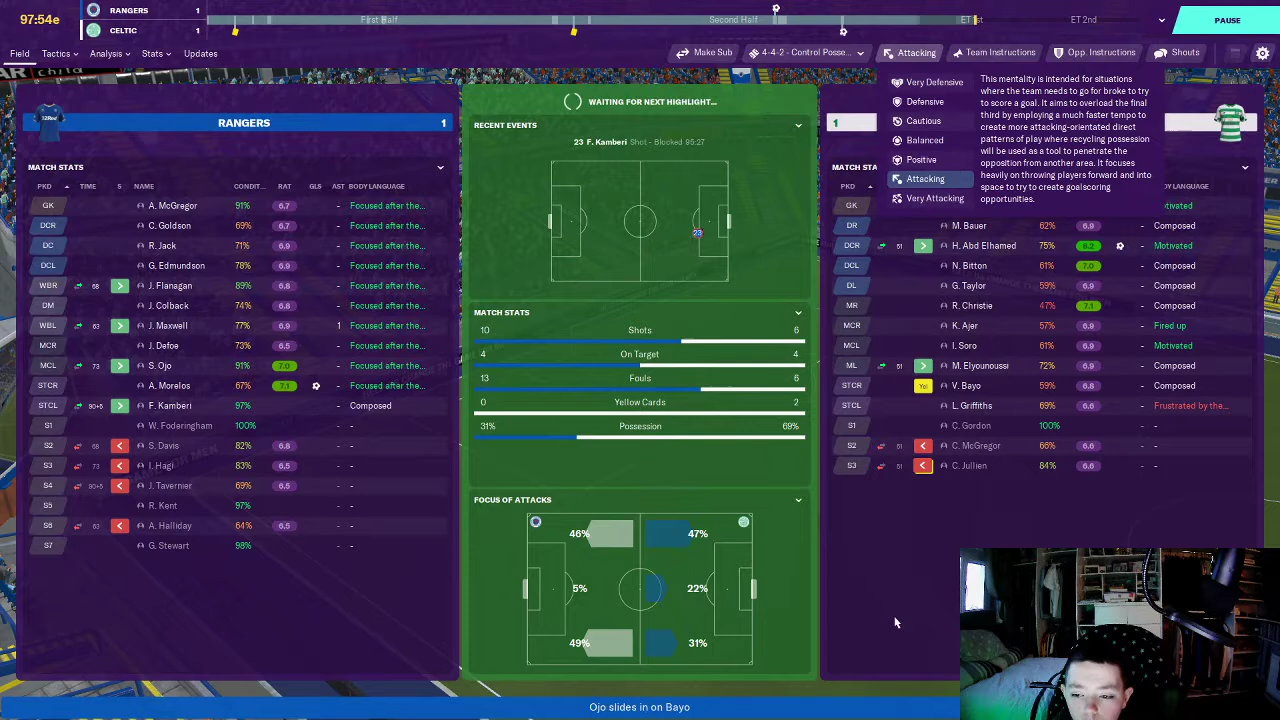 97:54e
RANGERS 1
CELTIC 1
First Half
Second Half
ET 1st
ET 2nd
PAUSE
Field
Tactics
Analysis
Stats
Updates
Make Sub
4-4-2 - Control Posse...
Attacking
Team Instructions
Opp. Instructions
Shouts
Very Defensive
Defensive
Cautious
Balanced
Positive
Attacking
Very Attacking
This mentality is intended for situations
where the team needs to go for broke to try
to score a goal. It aims to overload the final
third by employing a much faster tempo to
create more attacking-orientated direct
patterns of play where recycling possession
will be used as a tool to penetrate the
opposition from another area. It focuses
heavily on throwing players forward and into
space to try to create goalscoring
opportunities.
RANGERS 1
MATCH STATS
PKD TIME S NAME CONDIT... RAT GLS AST BODY LANGUAGE
GK A. McGregor 91% 6.7 - Focused after the...
DCR C. Goldson 69% 6.7 - Focused after the...
DC R. Jack 71% 6.9 - Focused after the...
DCL G. Edmundson 78% 6.9 - Focused after the...
WBR 68 J. Flanagan 89% 6.8 - Focused after the...
DM J. Colback 74% 6.8 - Focused after the...
WBL 63 J. Maxwell 77% 6.9 1 Focused after the...
MCR J. Defoe 73% 6.5 - Focused after the...
MCL 73 S. Ojo 91% 7.0 - Focused after the...
STCR A. Morelos 67% 7.1 - Focused after the...
STCL 90+5 F. Kamberi 97% Composed
S1 W. Foderingham 100% - -
S2 68 S. Davis 82% 6.8 - -
S3 73 I. Hagi 83% 6.5 - -
S4 90+5 J. Tavernier 69% 6.5 - -
S5 R. Kent 97% - -
S6 63 A. Halliday 64% 6.5 - -
S7 G. Stewart 98% - -
WAITING FOR NEXT HIGHLIGHT...
RECENT EVENTS
23 F. Kamberi Shot - Blocked 95:27
23
MATCH STATS
10 Shots 6
4 On Target 4
13 Fouls 6
0 Yellow Cards 2
31% Possession 69%
FOCUS OF ATTACKS
46% 47%
5% 22%
49% 31%
1
MATCH STA
PKD
GK
DR M. Bauer 62% 6.9 Composed
DCR 51 H. Abd Elhamed 75% 8.2 Motivated
DCL N. Bitton 61% 7.0 Composed
DL G. Taylor 59% 6.9 Composed
MR R. Christie 47% 7.1 Composed
MCR K. Ajer 57% 6.9 Fired up
MCL I. Soro 61% 6.9 Motivated
ML 51 M. Elyounoussi 72% 6.9 Composed
STCR Yel V. Bayo 59% 6.8 Composed
STCL L. Griffiths 69% 6.6 Frustrated by the...
S1 C. Gordon 100% - -
S2 51 C. McGregor 66% 6.6 - -
S3 51 C. Jullien 84% 6.6 - -
Ojo slides in on Bayo